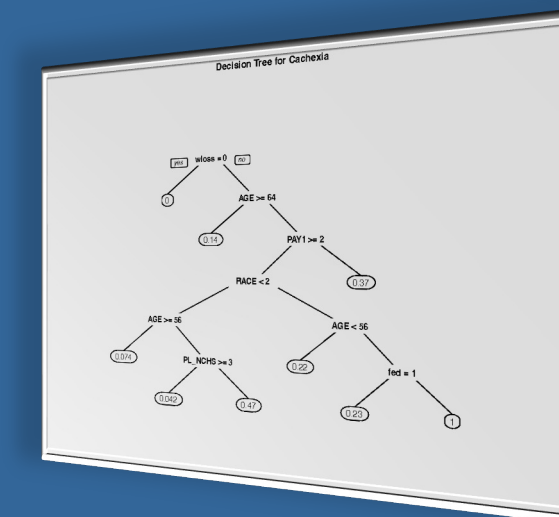 Decision Tree for Cachexia
yes wloss = 0 no
0
AGE >= 64
0.14
PAY1 >= 2
RACE < 2
0.37
AGE >= 56
AGE < 56
0.074
PL_NCHS >= 3
0.22
fed = 1
0.042
0.47
0.23
1